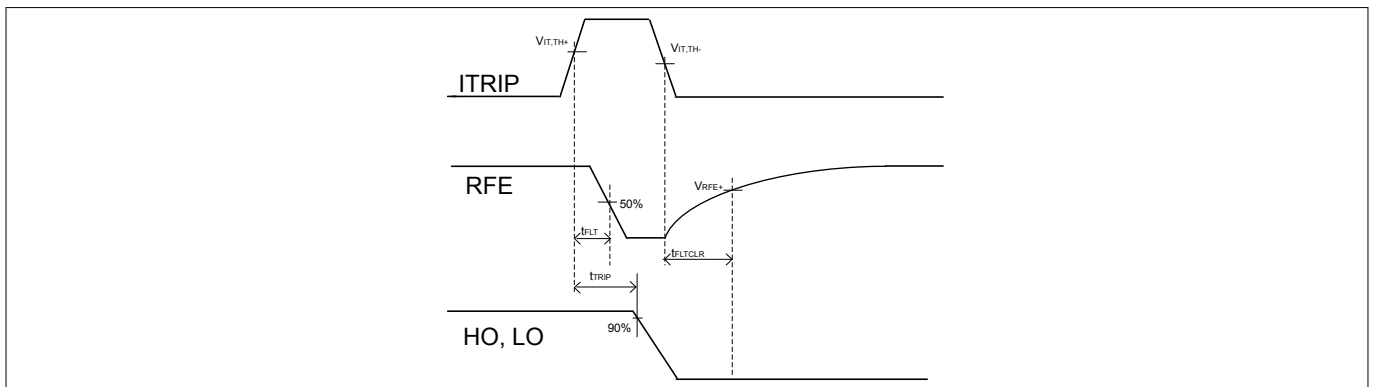 VIT,TH+
VIT,TH-
ITRIP
RFE
VRFE+
50%
tFLT
tFLTCLR
tTRIP
90%
HO, LO